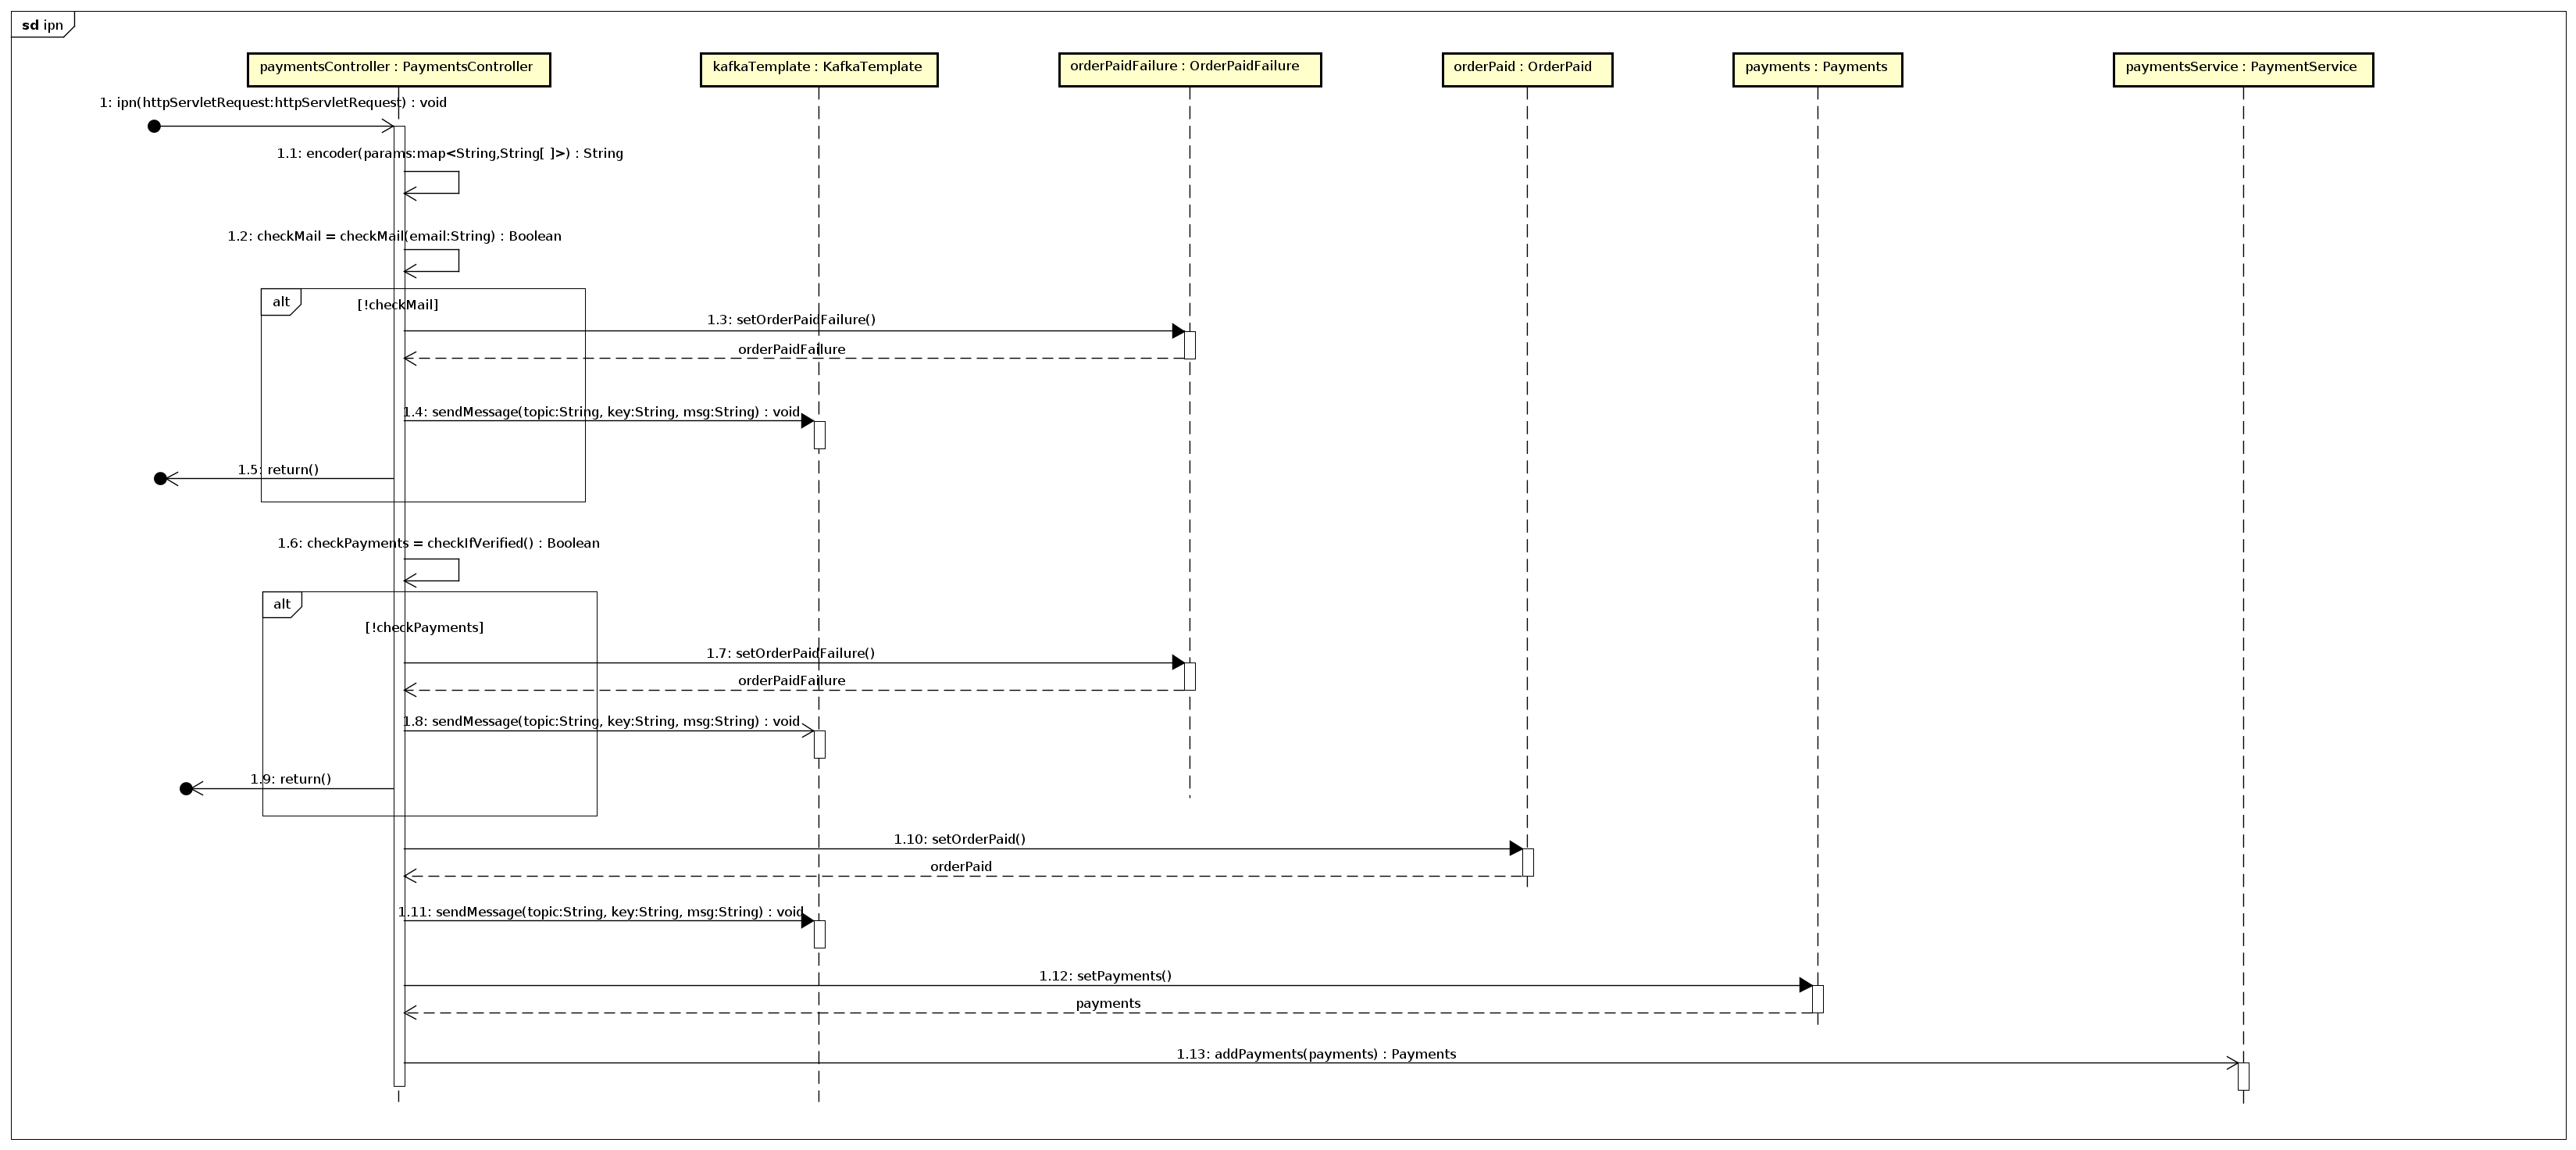 sd ipn
paymentsController : PaymentsController
kafkaTemplate : KafkaTemplate
orderPaidFailure : OrderPaidFailure
orderPaid : OrderPaid
payments : Payments
paymentsService : PaymentService
1: ipn(httpServletRequest:httpServletRequest) : void
1.1: encoder(params:map<String,String[ ]>) : String
1.2: checkMail = checkMail(email:String) : Boolean
alt
[!checkMail]
1.3: setOrderPaidFailure()
orderPaidFailure
1.4: sendMessage(topic:String, key:String, msg:String) : void
1.5: return()
1.6: checkPayments = checkIfVerified() : Boolean
alt
[!checkPayments]
1.7: setOrderPaidFailure()
orderPaidFailure
1.8: sendMessage(topic:String, key:String, msg:String) : void
1.9: return()
1.10: setOrderPaid()
orderPaid
1.11: sendMessage(topic:String, key:String, msg:String) : void
1.12: setPayments()
payments
1.13: addPayments(payments) : Payments